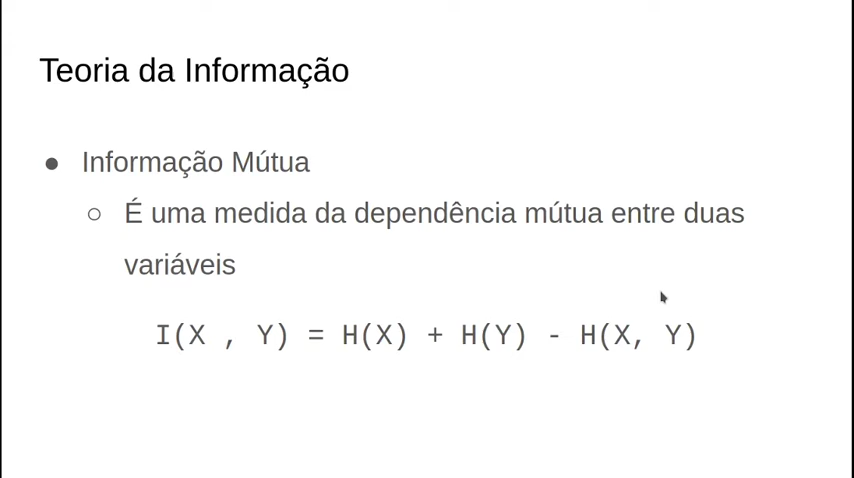 Teoria da Informação
● Informação Mútua
○ É uma medida da dependência mútua entre duas
variáveis
I(X , Y) = H(X) + H(Y) - H(X, Y)